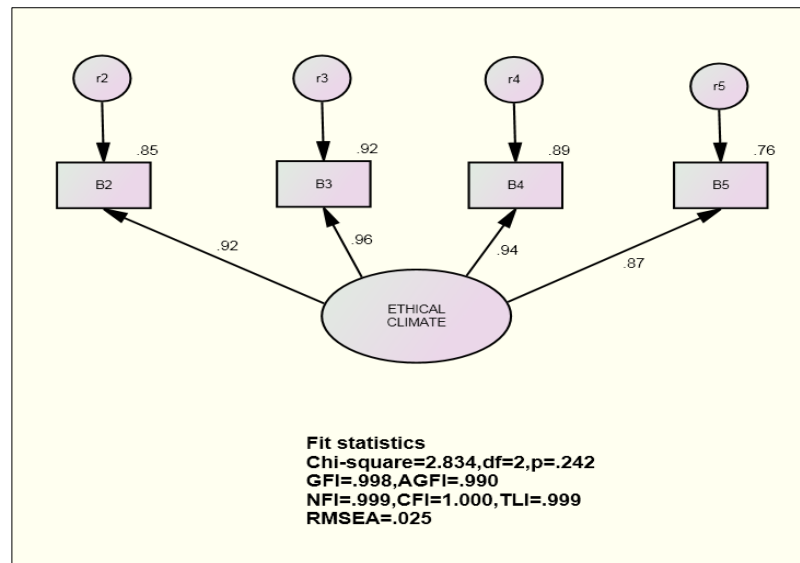 r2
r3
r4
r5
.85
.92
.89
.76
B2
B3
B4
B5
.92
.96
.94
.87
ETHICAL
CLIMATE
Fit statistics
Chi-square=2.834,df=2,p=.242
GFI=.998,AGFI=.990
NFI=.999,CFI=1.000,TLI=.999
RMSEA=.025